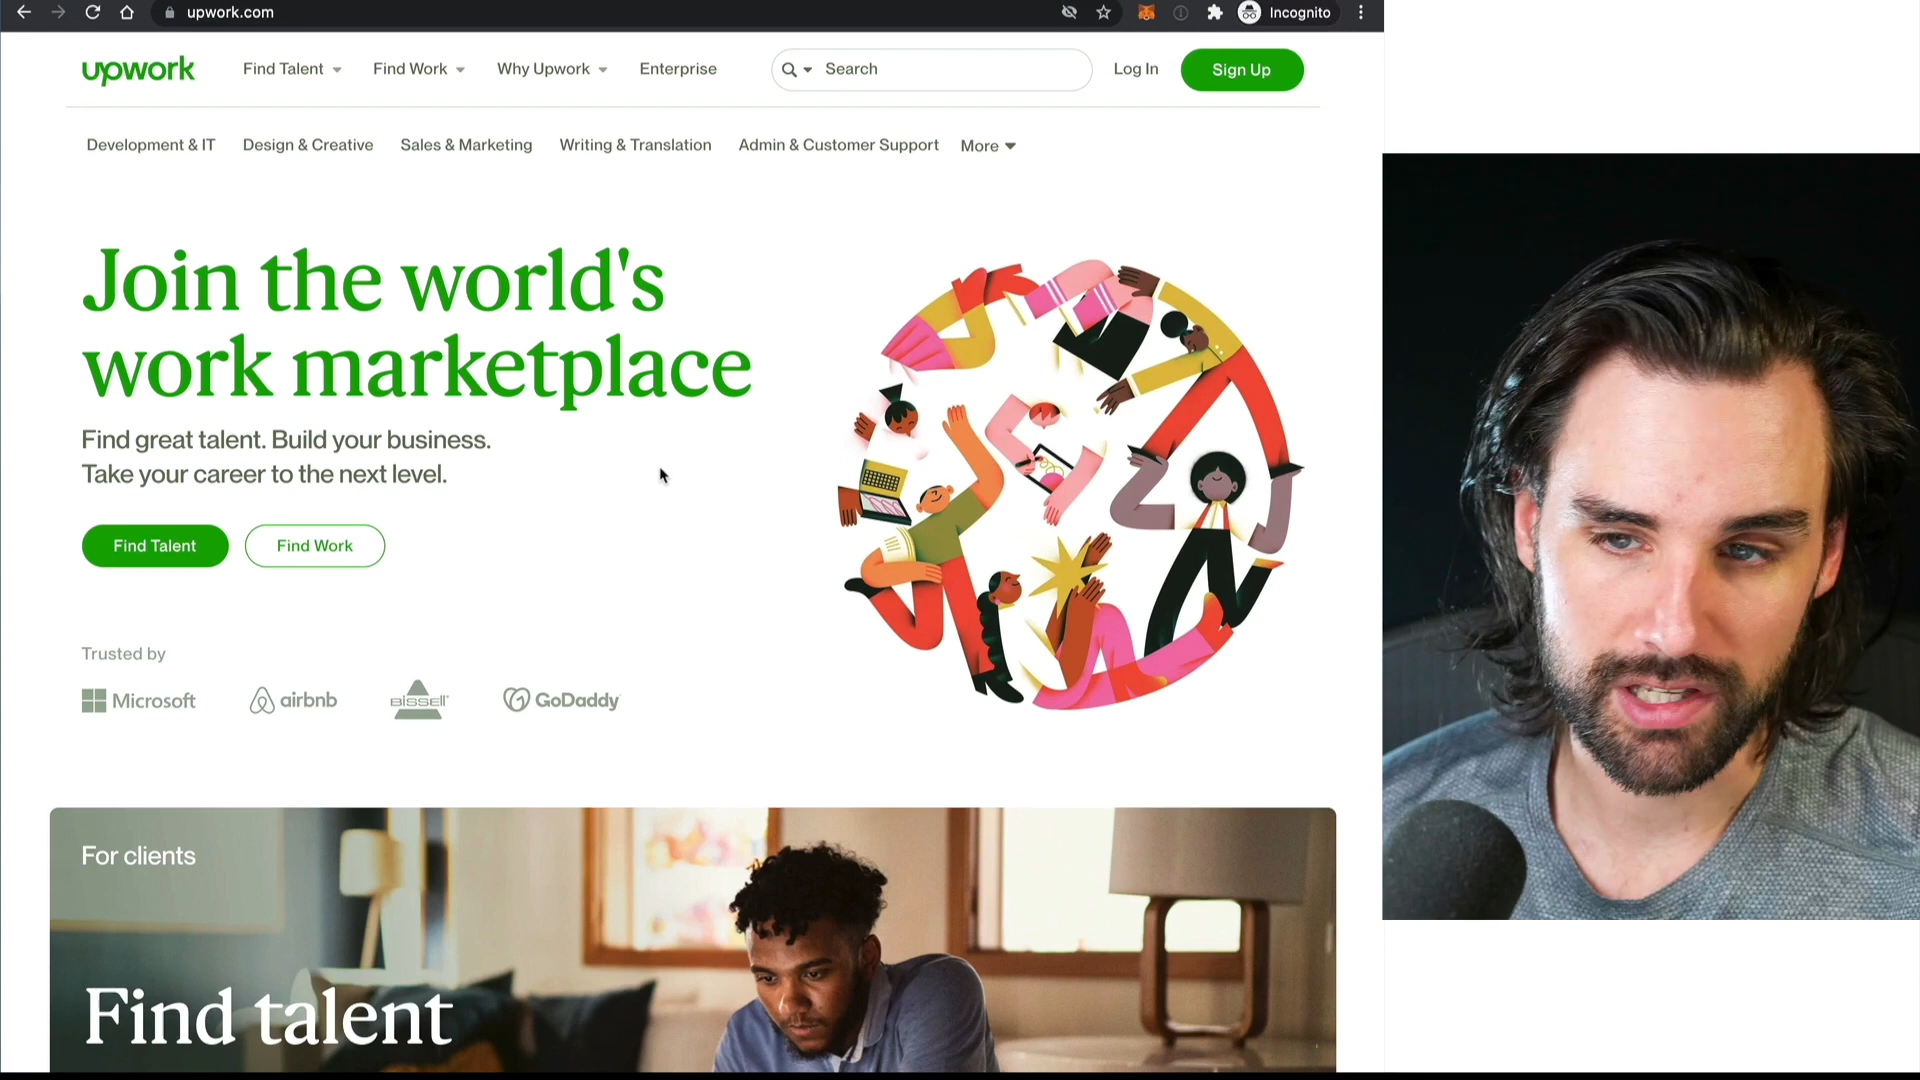 upwork.com
Incognito
upwork
Find Talent
Find Work
Why Upwork
Enterprise
Search
Log In
Sign Up
Development & IT
Design & Creative
Sales & Marketing
Writing & Translation
Admin & Customer Support
More
Join the world's
work marketplace
Find great talent. Build your business.
Take your career to the next level.
Find Talent
Find Work
Trusted by
Microsoft
airbnb
BISSELL
GoDaddy
For clients
Find talent